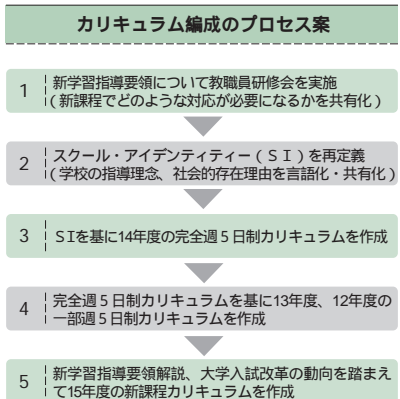 カリキュラム編成のプロセス案
1 新学習指導要領について教職員研修会を実施
(新課程でどのような対応が必要になるかを共有化)
2 スクール・アイデンティティー(SI)を再定義
(学校の指導理念、社会的存在理由を言語化・共有化)
3 SIを基に14年度の完全週5日制カリキュラムを作成
4 完全週5日制カリキュラムを基に13年度、12年度の
一部週5日制カリキュラムを作成
5 新学習指導要領解説、大学入試改革の動向を踏まえ
て15年度の新課程カリキュラムを作成